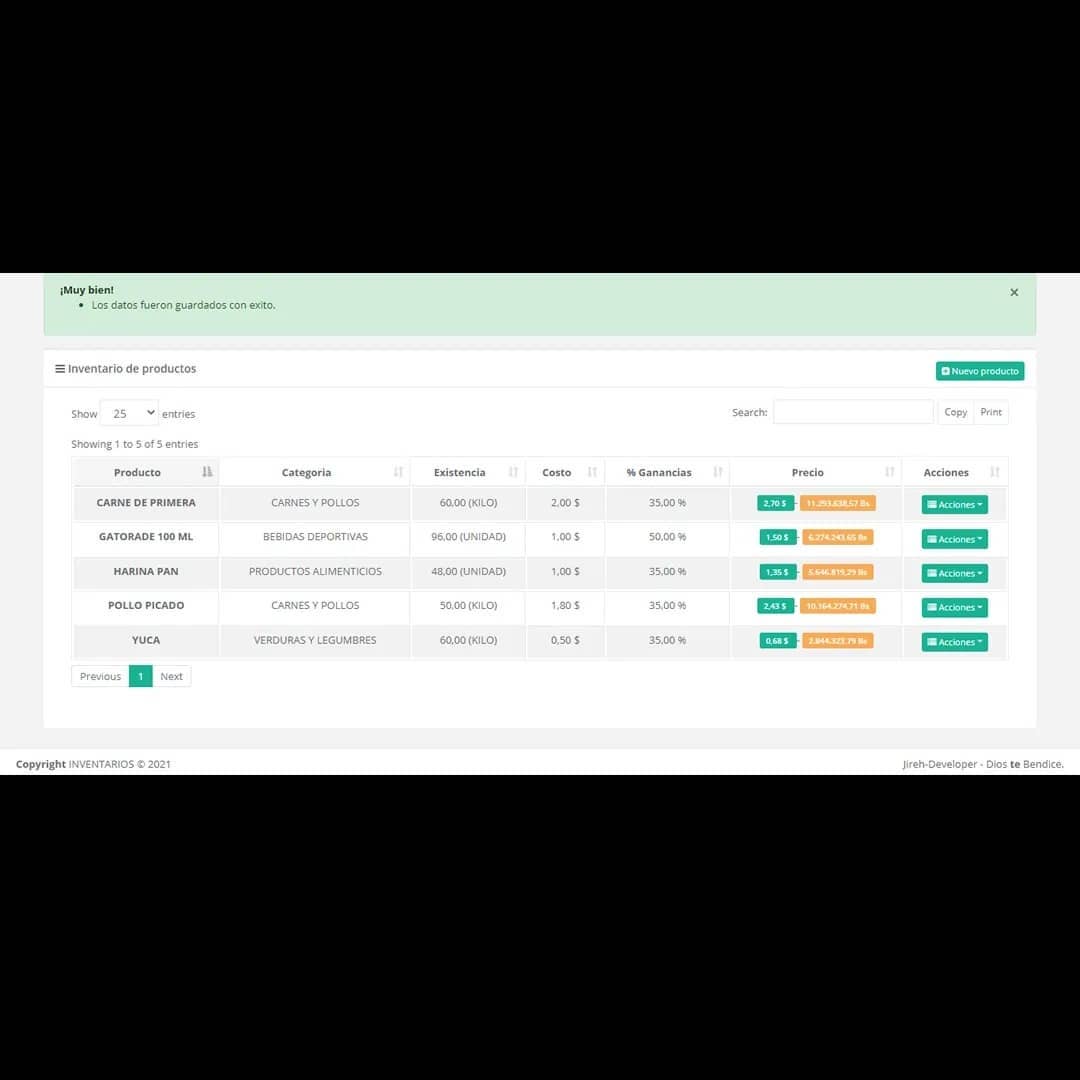 ¡Muy bien!
Los datos fueron guardados con exito.
×
Inventario de productos
Nuevo producto
Show 25 entries
Search:
Copy Print
Showing 1 to 5 of 5 entries
Producto Categoria Existencia Costo % Ganancias Precio Acciones
CARNE DE PRIMERA CARNES Y POLLOS 60,00 (KILO) 2,00 $ 35,00 % 2,70 $ - 11.293.638,57 Bs Acciones
GATORADE 100 ML BEBIDAS DEPORTIVAS 96,00 (UNIDAD) 1,00 $ 50,00 % 1,50 $ - 6.274.243,65 Bs Acciones
HARINA PAN PRODUCTOS ALIMENTICIOS 48,00 (UNIDAD) 1,00 $ 35,00 % 1,35 $ - 5.646.819,29 Bs Acciones
POLLO PICADO CARNES Y POLLOS 50,00 (KILO) 1,80 $ 35,00 % 2,43 $ - 10.164.274,71 Bs Acciones
YUCA VERDURAS Y LEGUMBRES 60,00 (KILO) 0,50 $ 35,00 % 0,68 $ - 2.844.323,79 Bs Acciones
Previous 1 Next
Copyright INVENTARIOS © 2021
Jireh-Developer - Dios te Bendice.